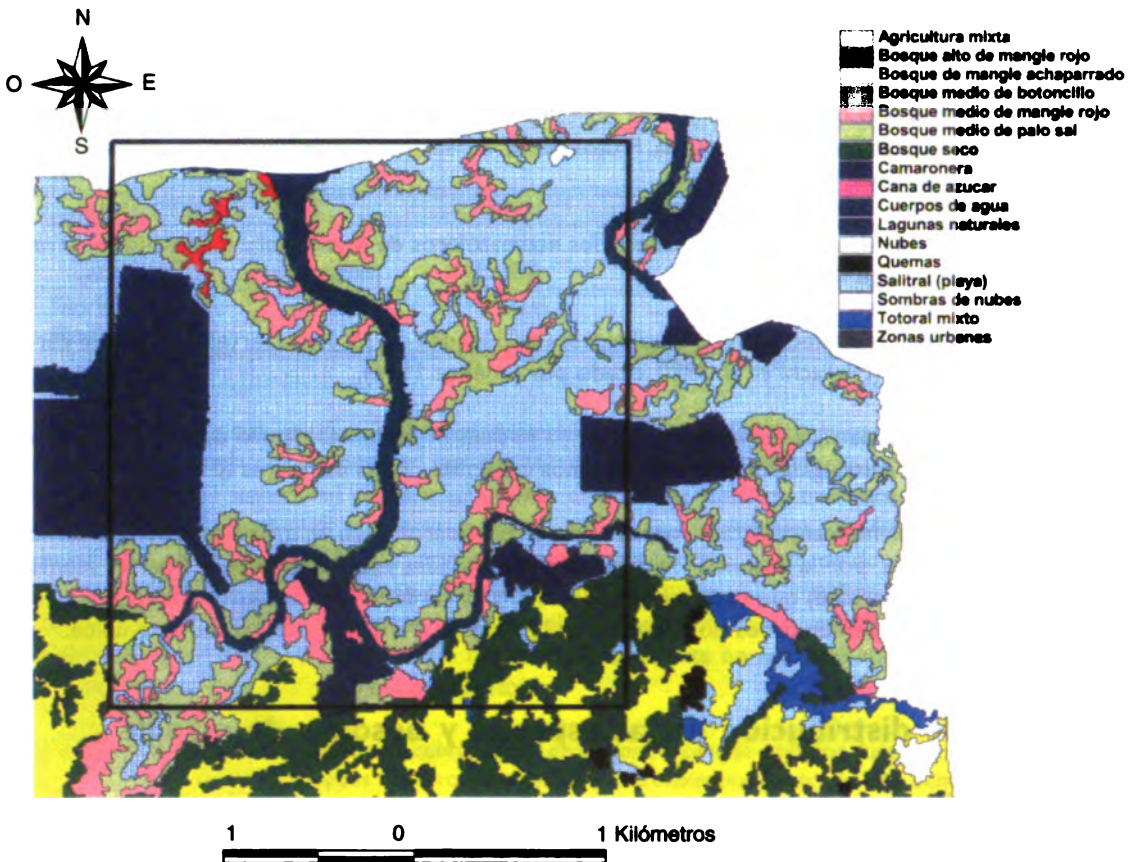 N
O
E
S
Agricultura mixta
Bosque alto de mangle rojo
Bosque de mangle achaparrado
Bosque medio de botoncillo
Bosque medio de mangle rojo
Bosque medio de palo sal
Bosque seco
Camaronera
Cana de azucar
Cuerpos de agua
Lagunas naturales
Nubes
Quemas
Salitral (playa)
Sombras de nubes
Totoral mixto
Zonas urbanes
1 0 1 Kilómetros